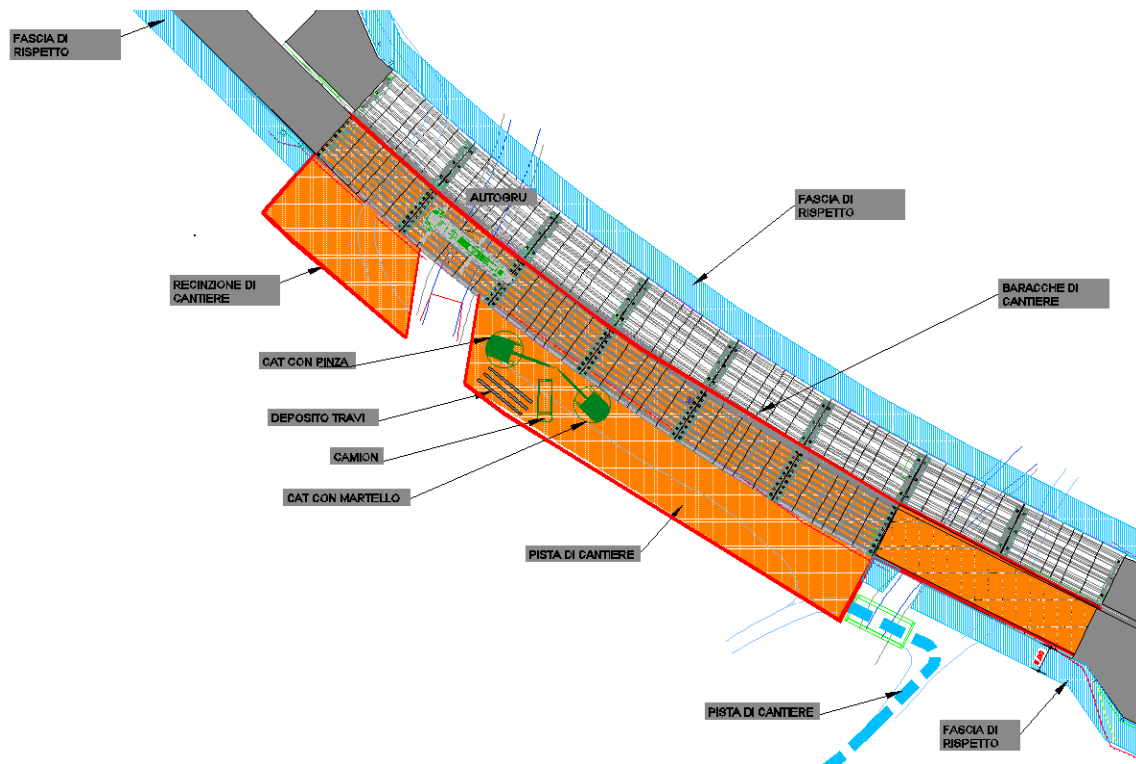 FASCIA DI
RISPETTO
AUTOGRU
FASCIA DI
RISPETTO
RECINZIONE DI
CANTIERE
BARACCHE DI
CANTIERE
CAT CON PINZA
DEPOSITO TRAVI
CAMION
CAT CON MARTELLO
PISTA DI CANTIERE
PISTA DI CANTIERE
FASCIA DI
RISPETTO